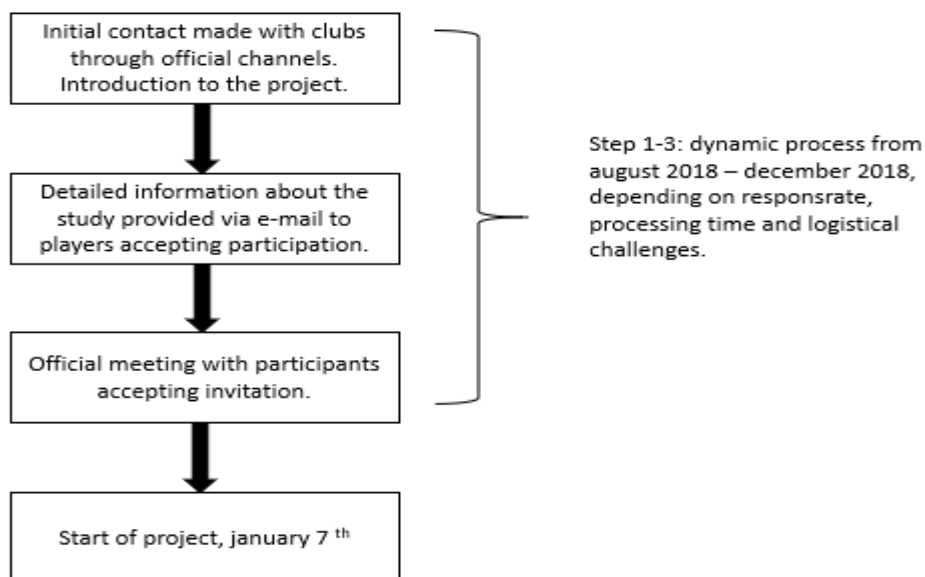 Initial contact made with clubs
through official channels.
Introduction to the project.
Detailed information about the
study provided via e-mail to
players accepting participation.
Official meeting with participants
accepting invitation.
Start of project, january 7 th
Step 1-3: dynamic process from
august 2018 – december 2018,
depending on responsrate,
processing time and logistical
challenges.